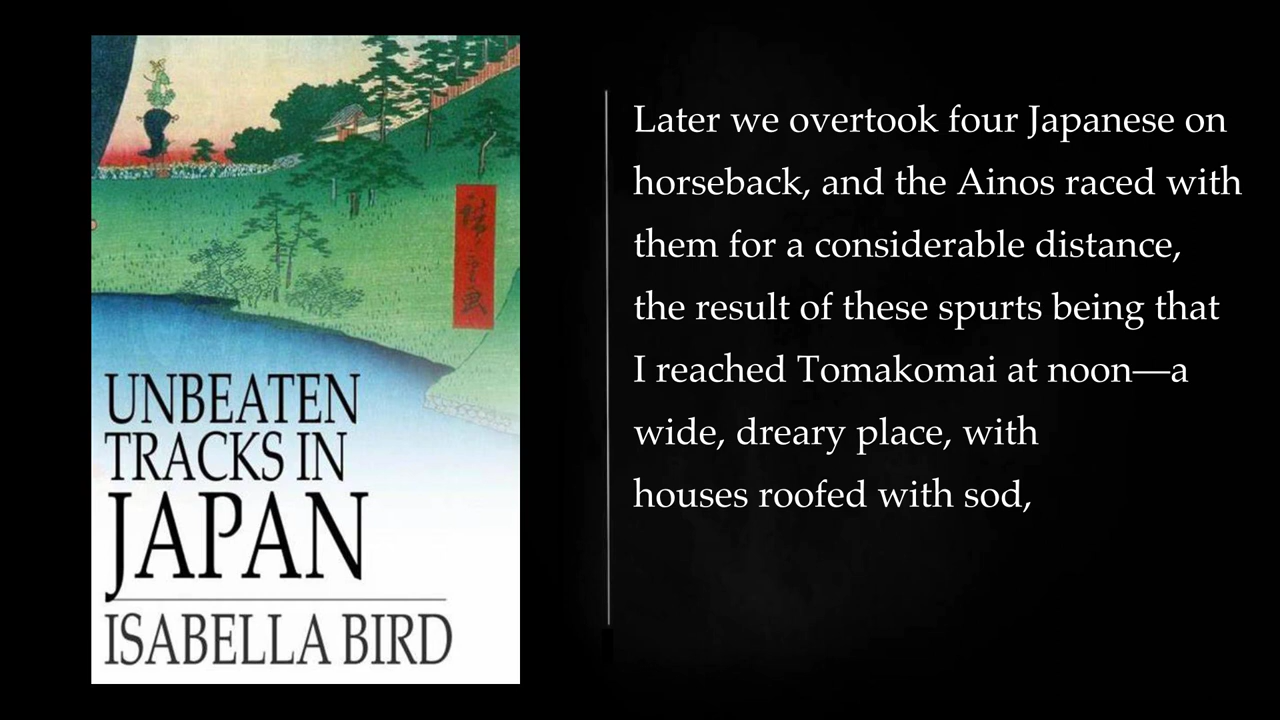 UNBEATEN
TRACKS IN
JAPAN
ISABELLA BIRD
Later we overtook four Japanese on
horseback, and the Ainos raced with
them for a considerable distance,
the result of these spurts being that
I reached Tomakomai at noon—a
wide, dreary place, with
houses roofed with sod,